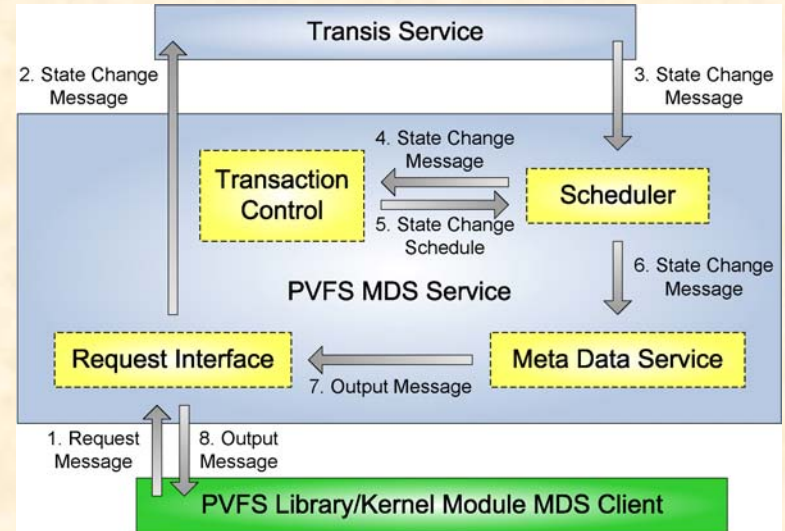 Transis Service
2. State Change
Message
3. State Change
Message
4. State Change
Message
Transaction
Control
Scheduler
5. State Change
Schedule
6. State Change
Message
PVFS MDS Service
Request Interface
Meta Data Service
7. Output Message
1. Request
Message
8. Output
Message
PVFS Library/Kernel Module MDS Client